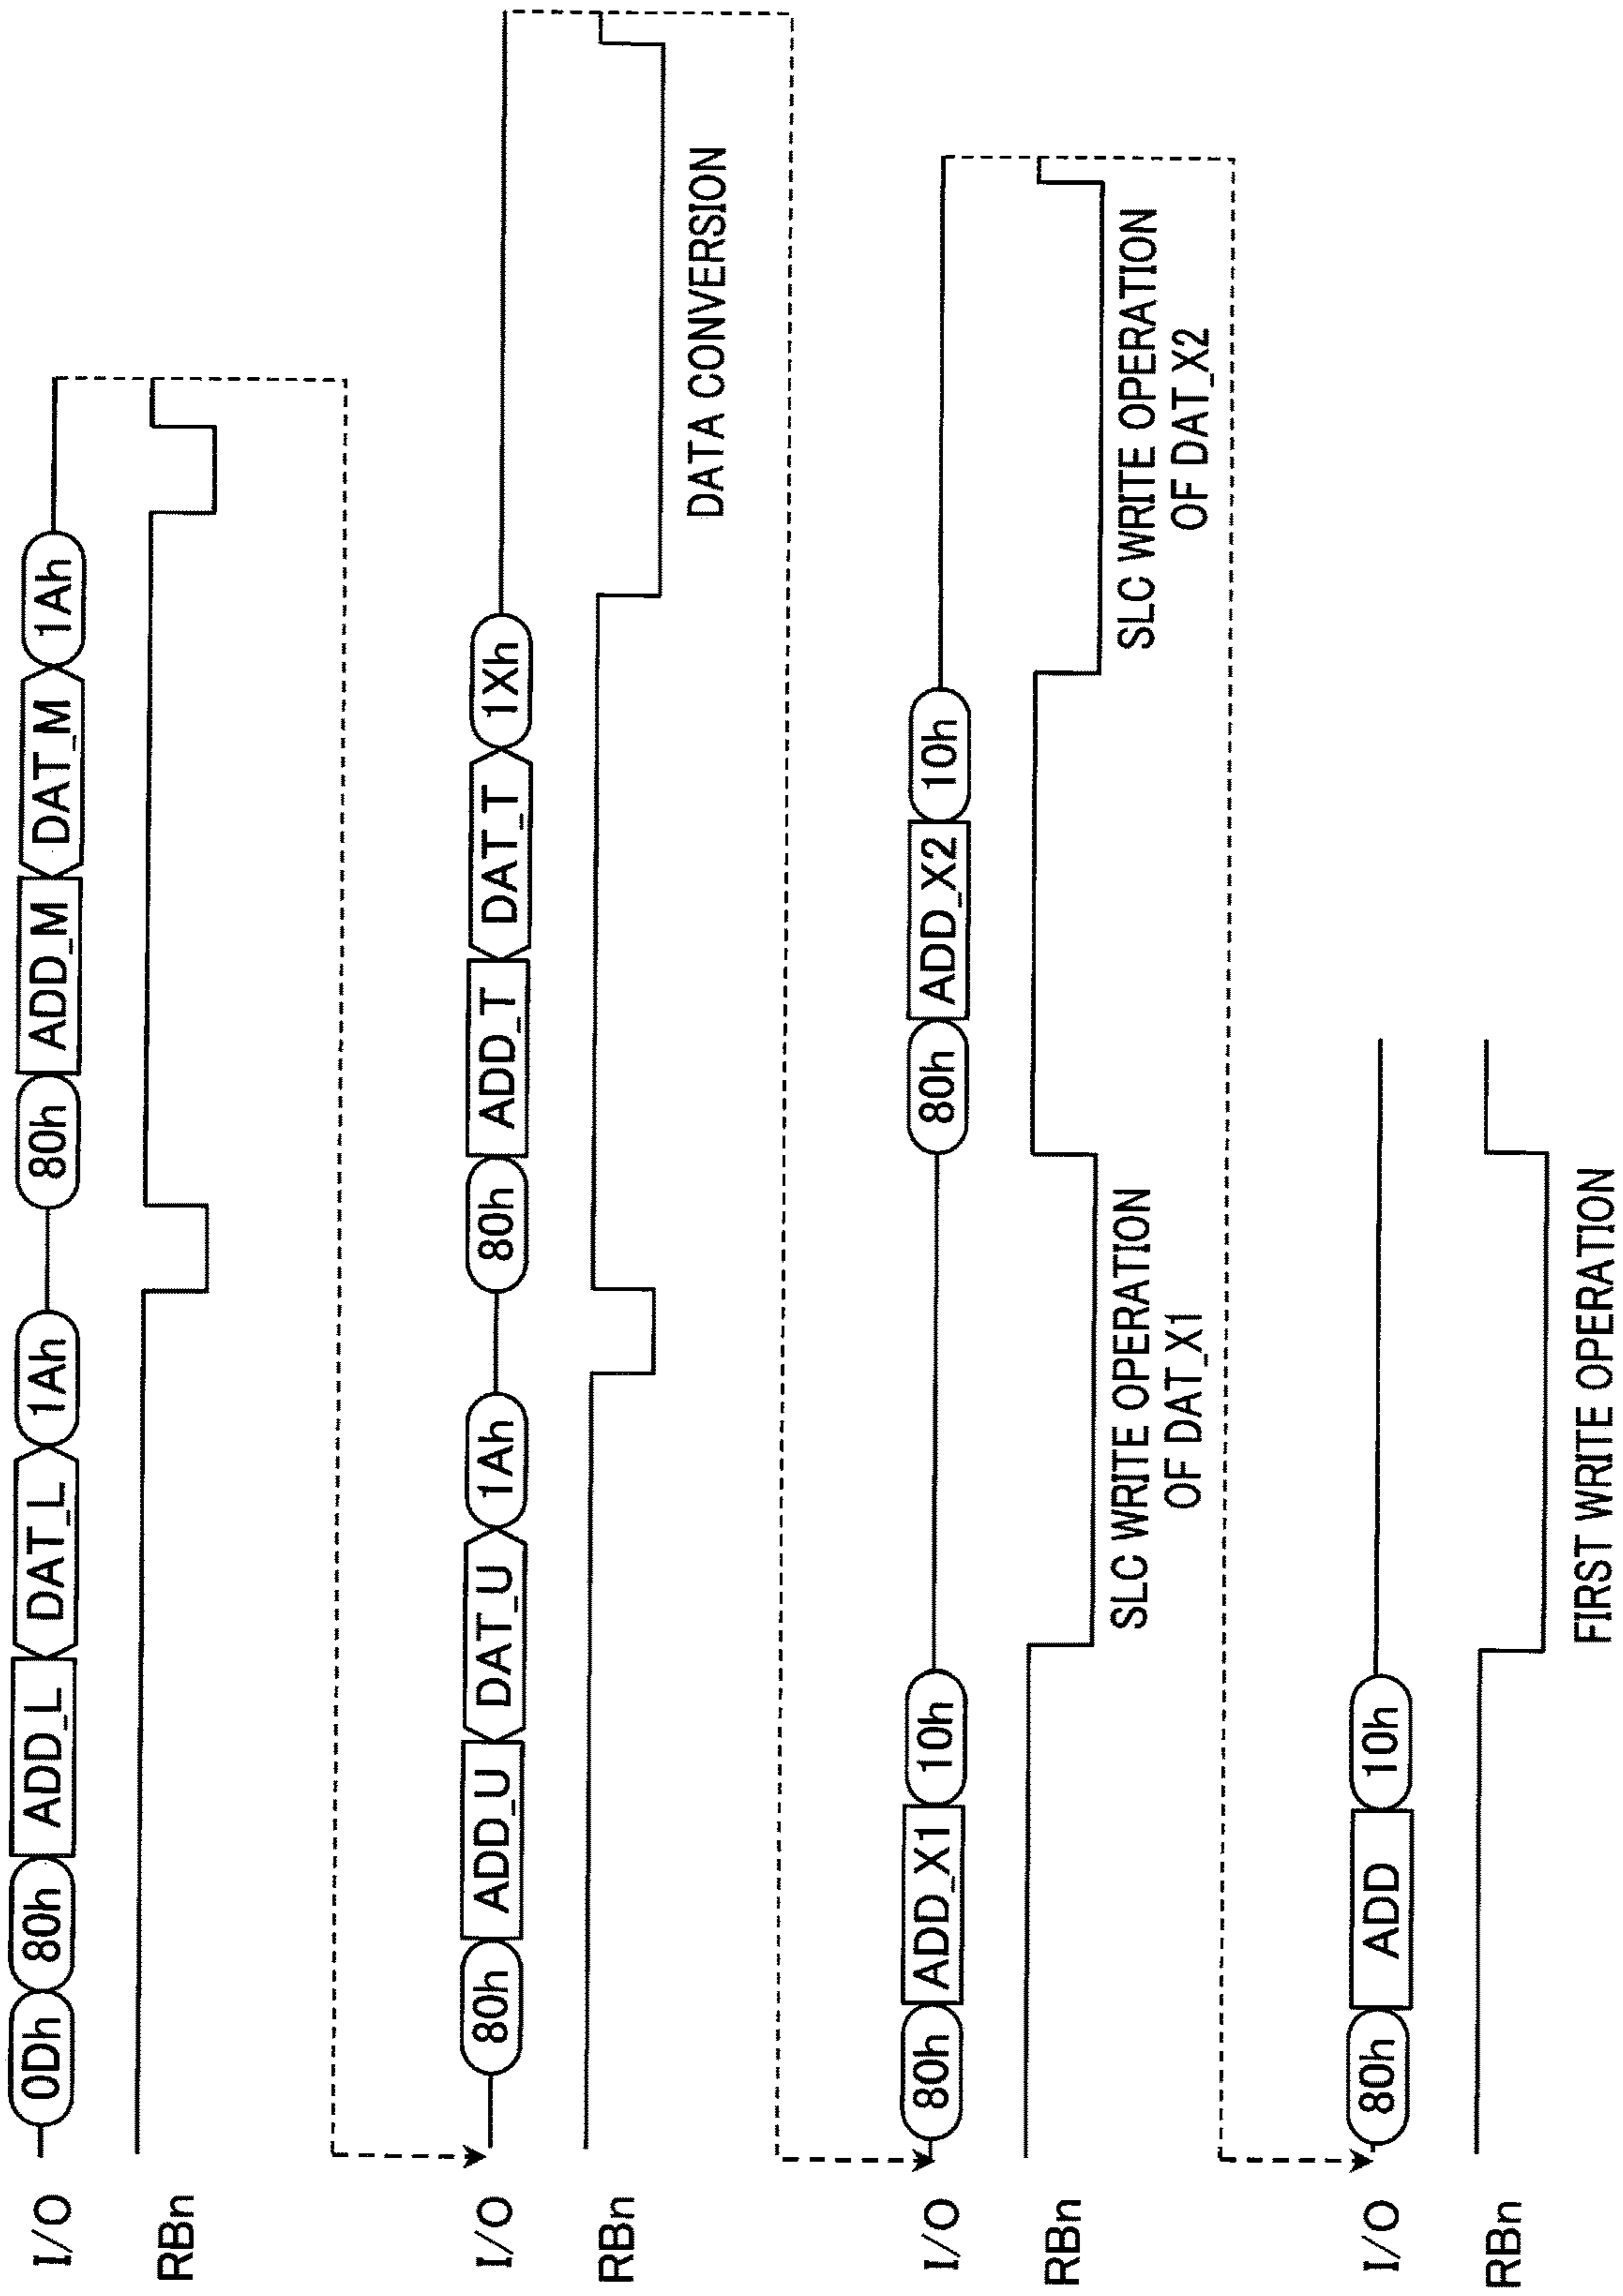 I/O 0Dh 80h ADD_L DAT_L 1Ah 80h ADD_M DAT_M 1Ah
RBn
I/O 80h ADD_U DAT_U 1Ah 80h ADD_T DAT_T 1Xh
RBn
DATA CONVERSION
I/O 80h ADD_X1 10h 80h ADD_X2 10h
RBn
SLC WRITE OPERATION
OF DAT_X1
SLC WRITE OPERATION
OF DAT_X2
I/O 80h ADD 10h
RBn
FIRST WRITE OPERATION